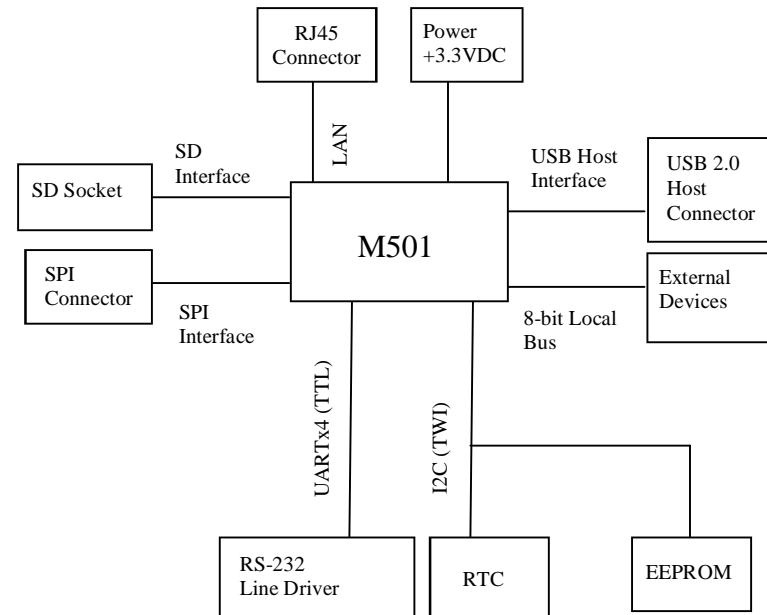 RJ45
Connector
Power
+3.3VDC
LAN
SD
Interface
USB Host
Interface
SD Socket
USB 2.0
Host
Connector
M501
SPI
Connector
SPI
Interface
8-bit Local
Bus
External
Devices
UARTx4 (TTL)
I2C (TWI)
RS-232
Line Driver
RTC
EEPROM